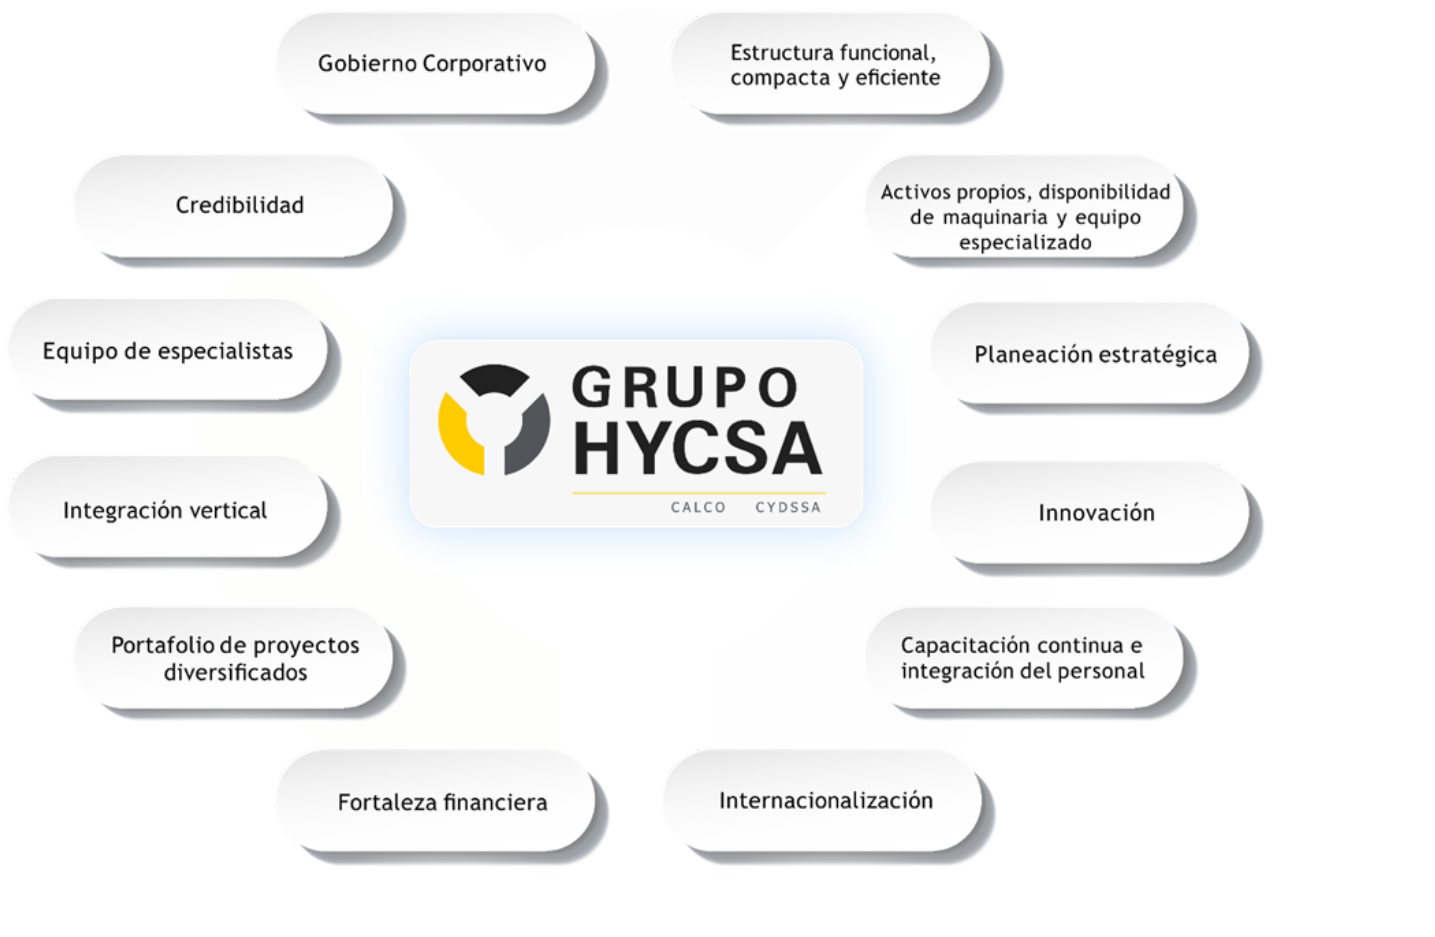 Gobierno Corporativo
Estructura funcional,
compacta y eficiente
Credibilidad
Activos propios, disponibilidad
de maquinaria y equipo
especializado
Equipo de especialistas
Planeación estratégica
GRUPO
HYCSA
CALCO CYDSSA
Integración vertical
Innovación
Portafolio de proyectos
diversificados
Capacitación continua e
integración del personal
Fortaleza financiera
Internacionalización